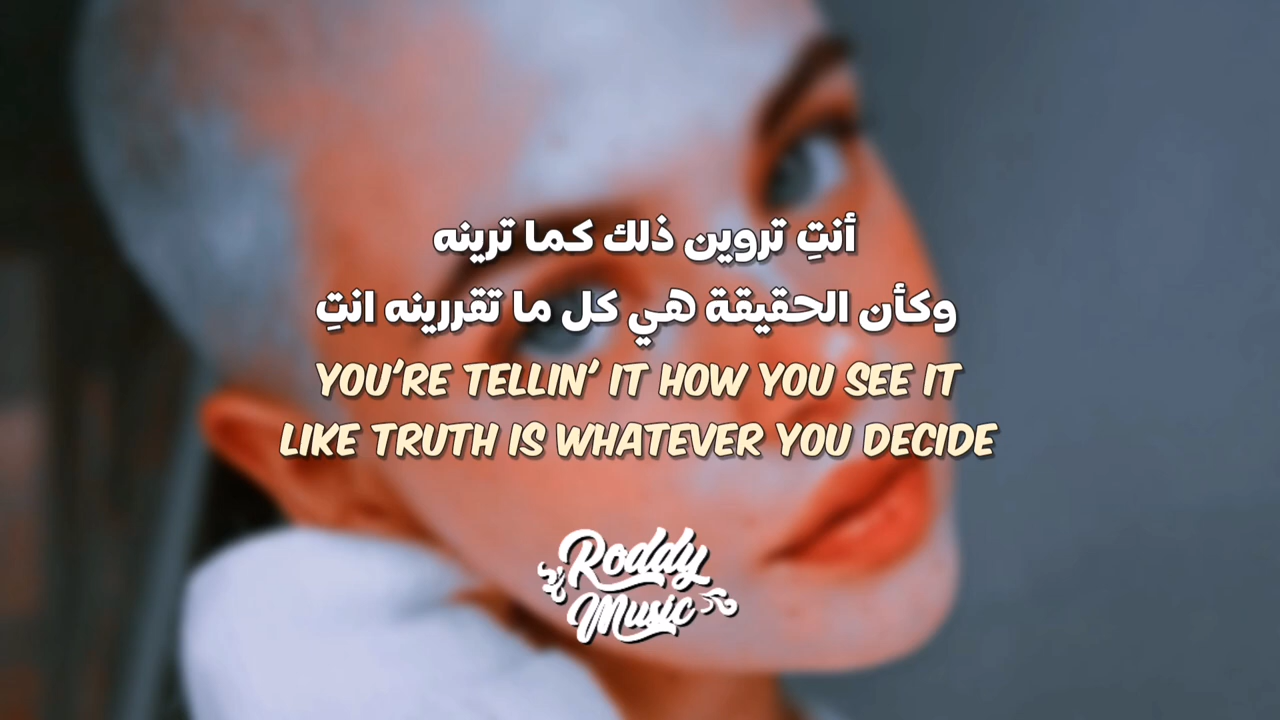 أنتِ تروين ذلك كما ترينه
وكأن الحقيقة هي كل ما تقررينه انتِ
YOU'RE TELLIN' IT HOW YOU SEE IT
LIKE TRUTH IS WHATEVER YOU DECIDE
Roddy
Music